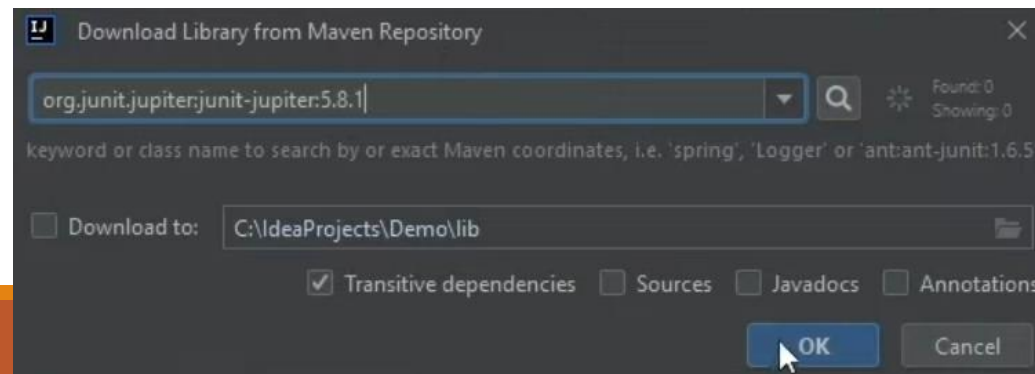 IJ Download Library from Maven Repository
org.junit.jupiter:junit-jupiter:5.8.1
Found: 0
Showing: 0
keyword or class name to search by or exact Maven coordinates, i.e. 'spring', 'Logger' or 'ant:ant-junit:1.6.5
Download to: C:\IdeaProjects\Demo\lib
Transitive dependencies Sources Javadocs Annotations
OK Cancel